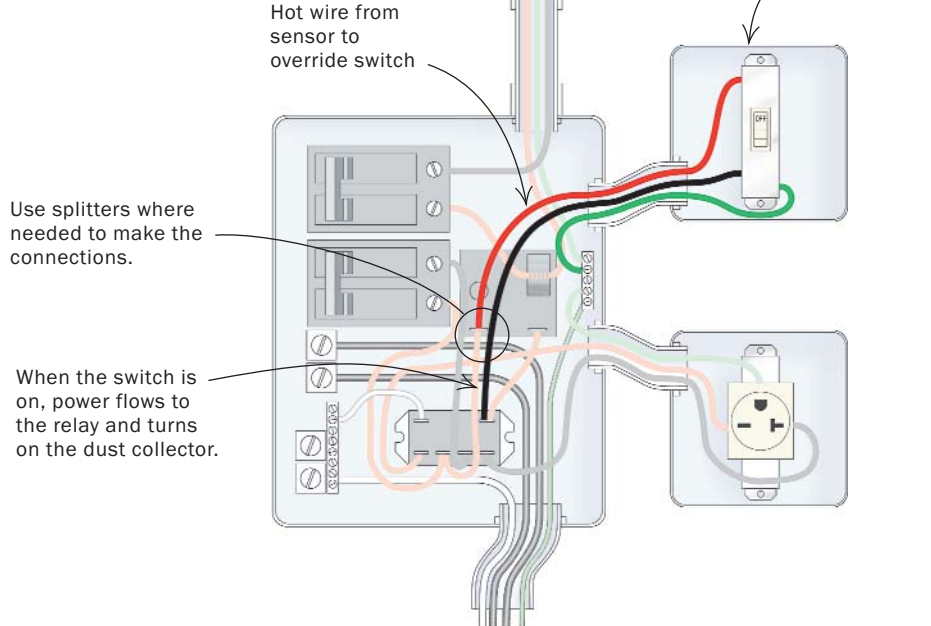 Hot wire from
sensor to
override switch
OFF
Use splitters where
needed to make the
connections.
When the switch is
on, power flows to
the relay and turns
on the dust collector.